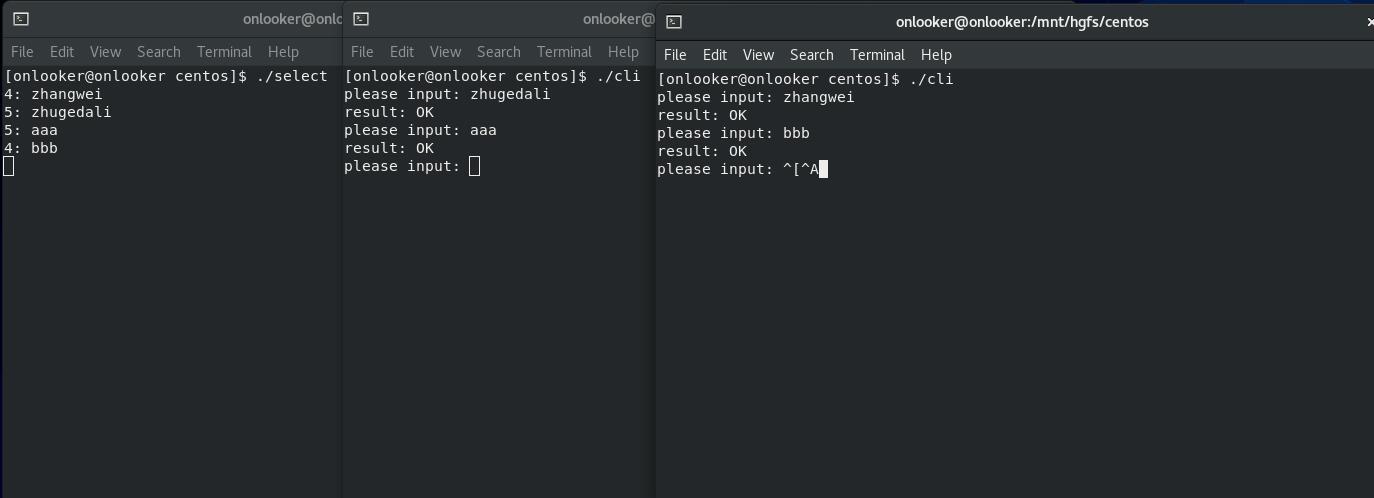 onlooker@onlo
File Edit View Search Terminal Help
[onlooker@onlooker centos]$ ./select
4: zhangwei
5: zhugedali
5: aaa
4: bbb
onlooker@
File Edit View Search Terminal Help
[onlooker@onlooker centos]$ ./cli
please input: zhugedali
result: OK
please input: aaa
result: OK
please input:
onlooker@onlooker:/mnt/hgfs/centos
File Edit View Search Terminal Help
[onlooker@onlooker centos]$ ./cli
please input: zhangwei
result: OK
please input: bbb
result: OK
please input: ^[^A